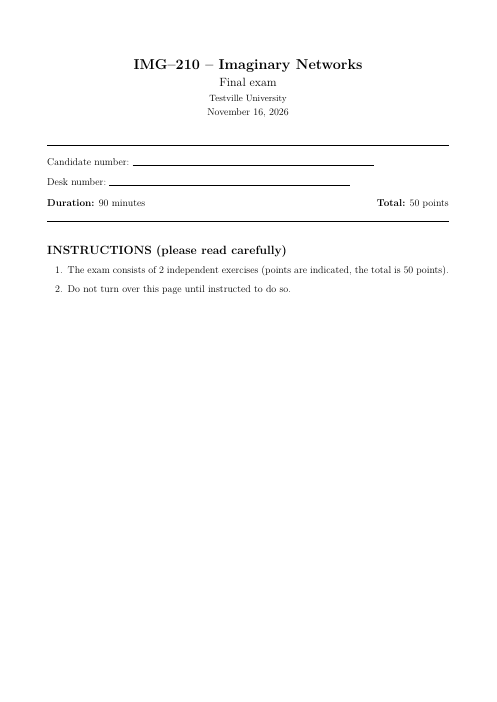 IMG–210 – Imaginary Networks
Final exam
Testville University
November 16, 2026
Candidate number:
Desk number:
Duration: 90 minutes Total: 50 points
INSTRUCTIONS (please read carefully)
1. The exam consists of 2 independent exercises (points are indicated, the total is 50 points).
2. Do not turn over this page until instructed to do so.